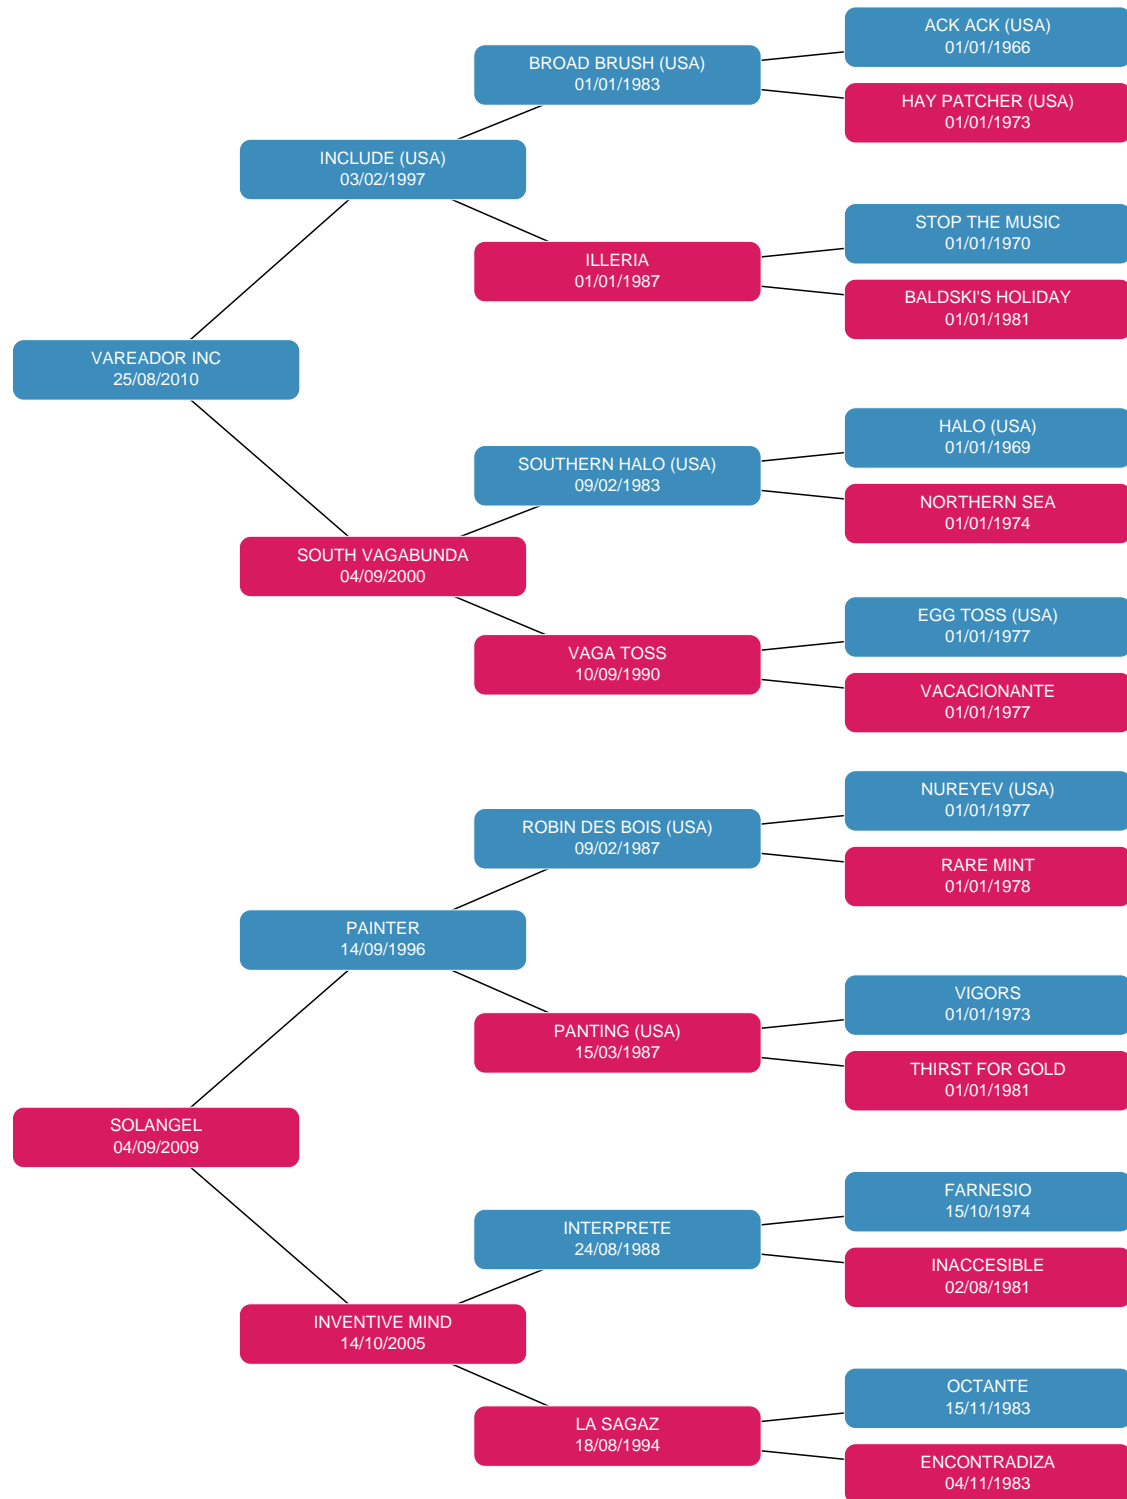 ACK ACK (USA)
01/01/1966
BROAD BRUSH (USA)
01/01/1983
HAY PATCHER (USA)
01/01/1973
INCLUDE (USA)
03/02/1997
STOP THE MUSIC
01/01/1970
ILLERIA
01/01/1987
BALDSKI'S HOLIDAY
01/01/1981
VAREADOR INC
25/08/2010
HALO (USA)
01/01/1969
SOUTHERN HALO (USA)
09/02/1983
NORTHERN SEA
01/01/1974
SOUTH VAGABUNDA
04/09/2000
EGG TOSS (USA)
01/01/1977
VAGA TOSS
10/09/1990
VACACIONANTE
01/01/1977
NUREYEV (USA)
01/01/1977
ROBIN DES BOIS (USA)
09/02/1987
RARE MINT
01/01/1978
PAINTER
14/09/1996
VIGORS
01/01/1973
PANTING (USA)
15/03/1987
THIRST FOR GOLD
01/01/1981
SOLANGEL
04/09/2009
FARNESIO
15/10/1974
INTERPRETE
24/08/1988
INACCESIBLE
02/08/1981
INVENTIVE MIND
14/10/2005
OCTANTE
15/11/1983
LA SAGAZ
18/08/1994
ENCONTRADIZA
04/11/1983